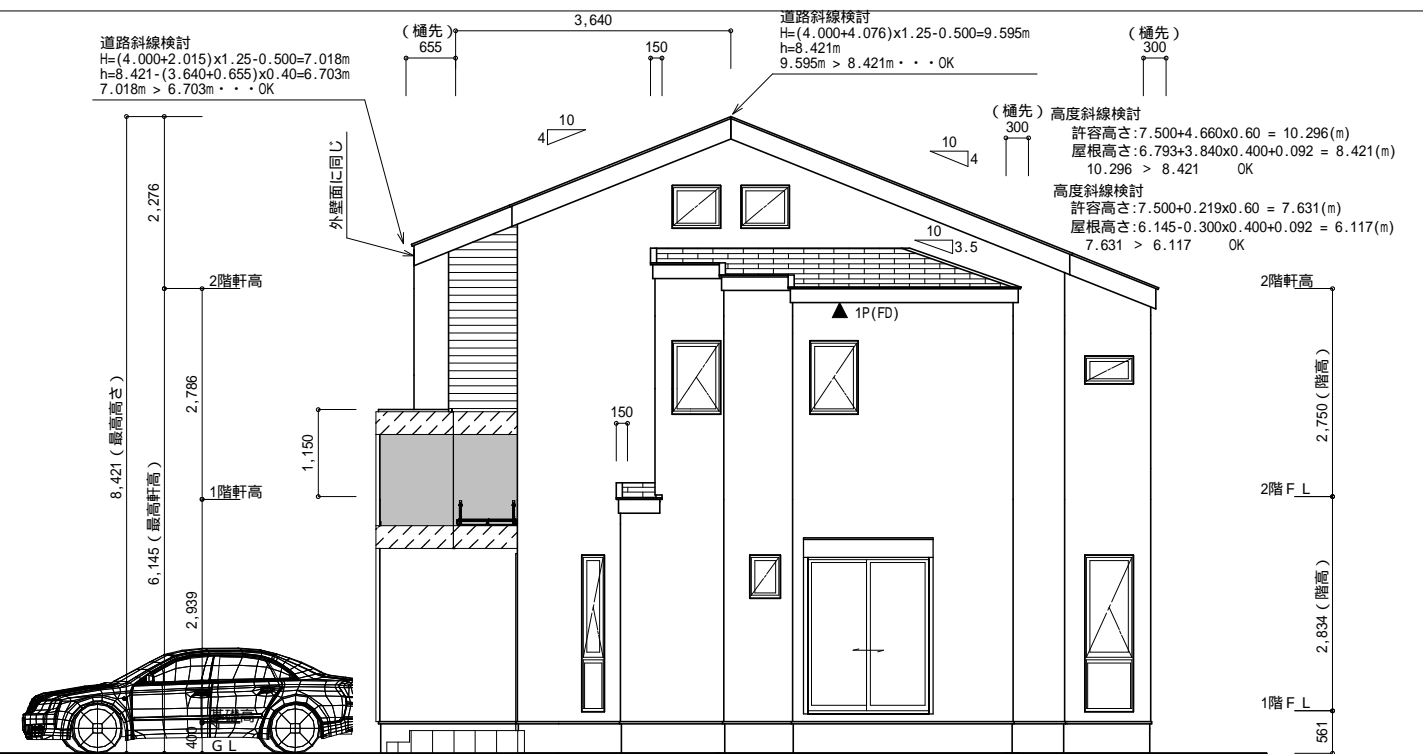 道路斜線検討
H=(4.000+2.015)x1.25-0.500=7.018m
h=8.421-(3.640+0.655)x0.40=6.703m
7.018m > 6.703m・・・OK
(樋先)
655
3,640
150
道路斜線検討
H=(4.000+4.076)x1.25-0.500=9.595m
h=8.421m
9.595m > 8.421m・・・OK
(樋先)
300
(樋先)
300
高度斜線検討
許容高さ:7.500+4.660x0.60 = 10.296(m)
屋根高さ:6.793+3.840x0.400+0.092 = 8.421(m)
10.296 > 8.421 OK
高度斜線検討
許容高さ:7.500+0.219x0.60 = 7.631(m)
屋根高さ:6.145-0.300x0.400+0.092 = 6.117(m)
7.631 > 6.117 OK
10
4
10
4
10
3.5
外壁面に同じ
2,276
8,421(最高高さ)
6,145(最高軒高)
2階軒高
2,786
1階軒高
2,939
基礎高
400
GL
1,150
150
1P(FD)
2階軒高
2,750(階高)
2階FL
2,834(階高)
1階FL
561